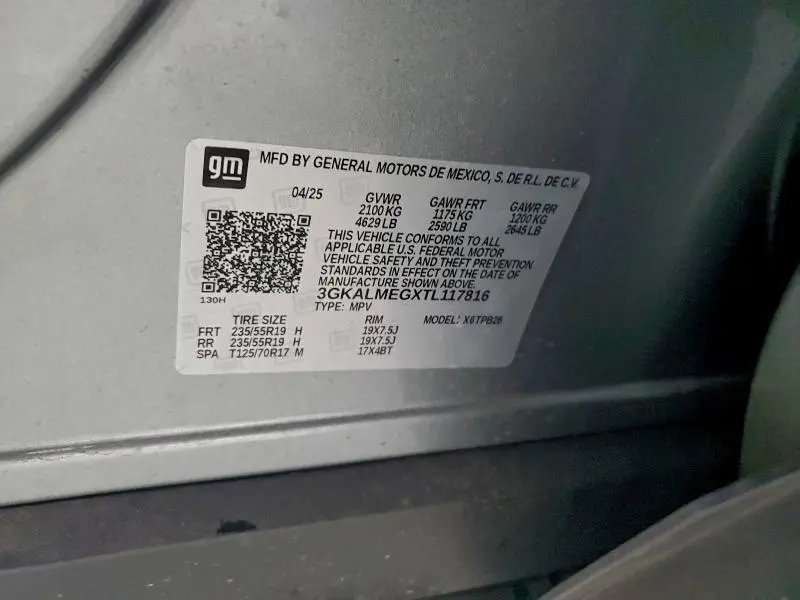 gm MFD BY GENERAL MOTORS DE MEXICO, S. DE R.L. DE C.V.
04/25 GVWR GAWR FRT GAWR RR
2100 KG 1175 KG 1200 KG
4629 LB 2590 LB 2645 LB
THIS VEHICLE CONFORMS TO ALL
APPLICABLE U.S. FEDERAL MOTOR
VEHICLE SAFETY AND THEFT PREVENTION
STANDARDS IN EFFECT ON THE DATE OF
MANUFACTURE SHOWN ABOVE.
130H 3GKALMEGXTL117816
TYPE: MPV
TIRE SIZE RIM MODEL: X6TPB26
FRT 235/55R19 H 19X7.5J
RR 235/55R19 H 19X7.5J
SPA T125/70R17 M 17X4BT